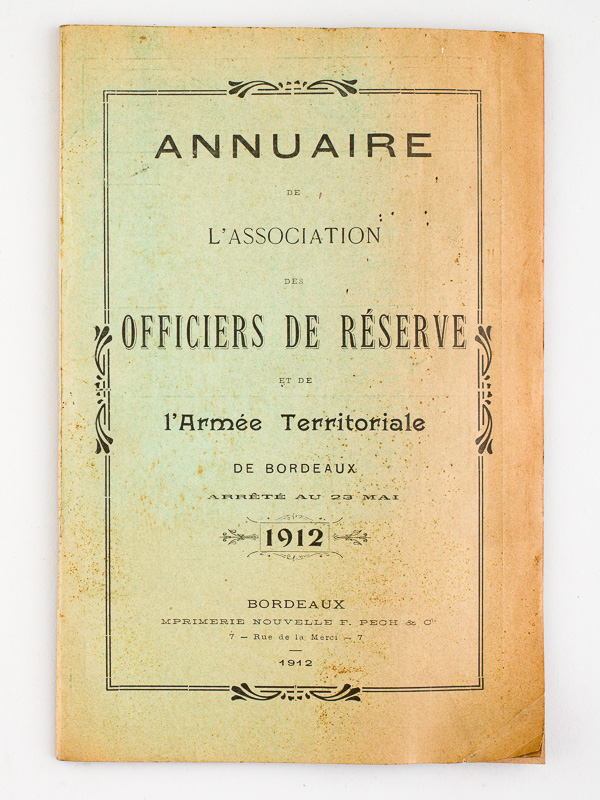 ANNUAIRE
DE
L'ASSOCIATION
DES
OFFICIERS DE RÉSERVE
ET DE
l'Armée Territoriale
DE BORDEAUX
ARRÊTÉ AU 23 MAI
1912
BORDEAUX
MPRIMERIE NOUVELLE F. PECH & Cie
7 — Rue de la Merci — 7
1912